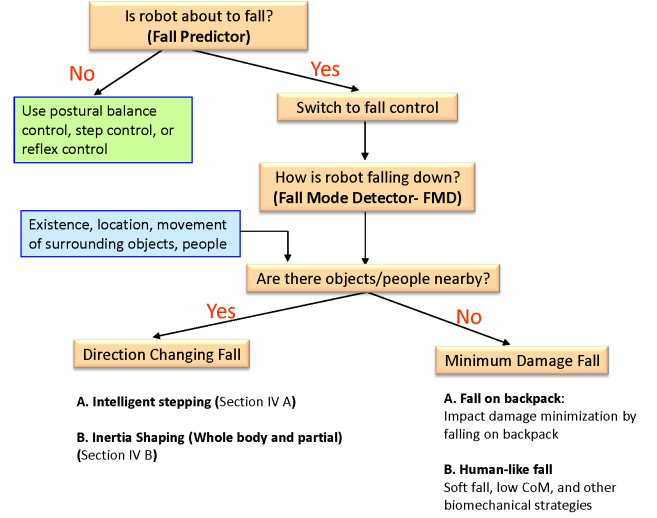 Is robot about to fall?
(Fall Predictor)
No
Yes
Use postural balance
control, step control, or
reflex control
Switch to fall control
How is robot falling down?
(Fall Mode Detector- FMD)
Existence, location, movement
of surrounding objects, people
Are there objects/people nearby?
Yes
No
Direction Changing Fall
Minimum Damage Fall
A. Intelligent stepping (Section IV A)
B. Inertia Shaping (Whole body and partial)
(Section IV B)
A. Fall on backpack:
Impact damage minimization by
falling on backpack
B. Human-like fall
Soft fall, low CoM, and other
biomechanical strategies